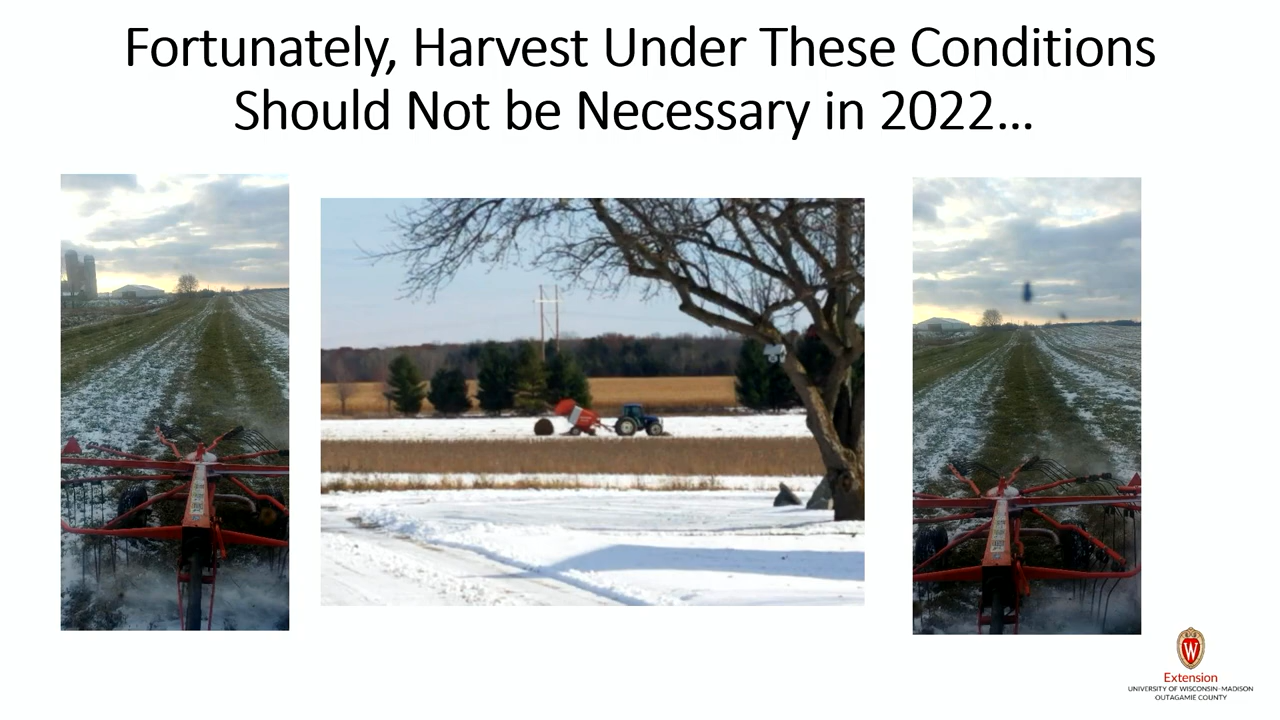 Fortunately, Harvest Under These Conditions
Should Not be Necessary in 2022...
W
Extension
UNIVERSITY OF WISCONSIN-MADISON
OUTAGAMIE COUNTY